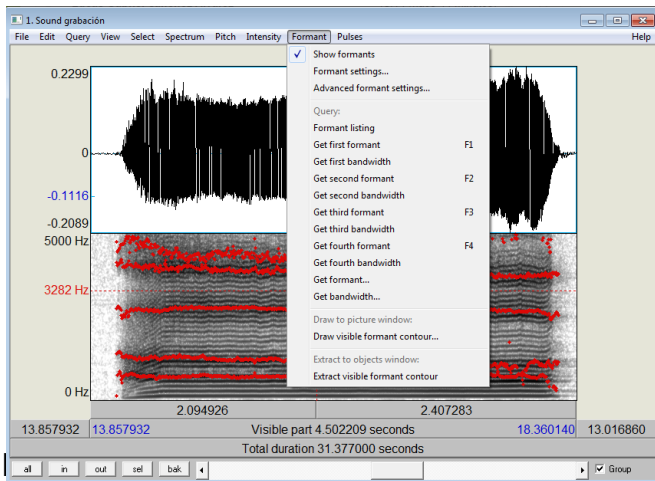 1. Sound grabación
File Edit Query View Select Spectrum Pitch Intensity Formant Pulses Help
Show formants
Formant settings...
Advanced formant settings...
Query:
Formant listing
Get first formant F1
Get first bandwidth
Get second formant F2
Get second bandwidth
Get third formant F3
Get third bandwidth
Get fourth formant F4
Get fourth bandwidth
Get formant...
Get bandwidth...
Draw to picture window:
Draw visible formant contour...
Extract to objects window:
Extract visible formant contour
0.2299
0
-0.1116
-0.2089
5000 Hz
3282 Hz
0 Hz
2.094926 2.407283
13.857932 13.857932 Visible part 4.502209 seconds 18.360140 13.016860
Total duration 31.377000 seconds
all in out sel bak Group